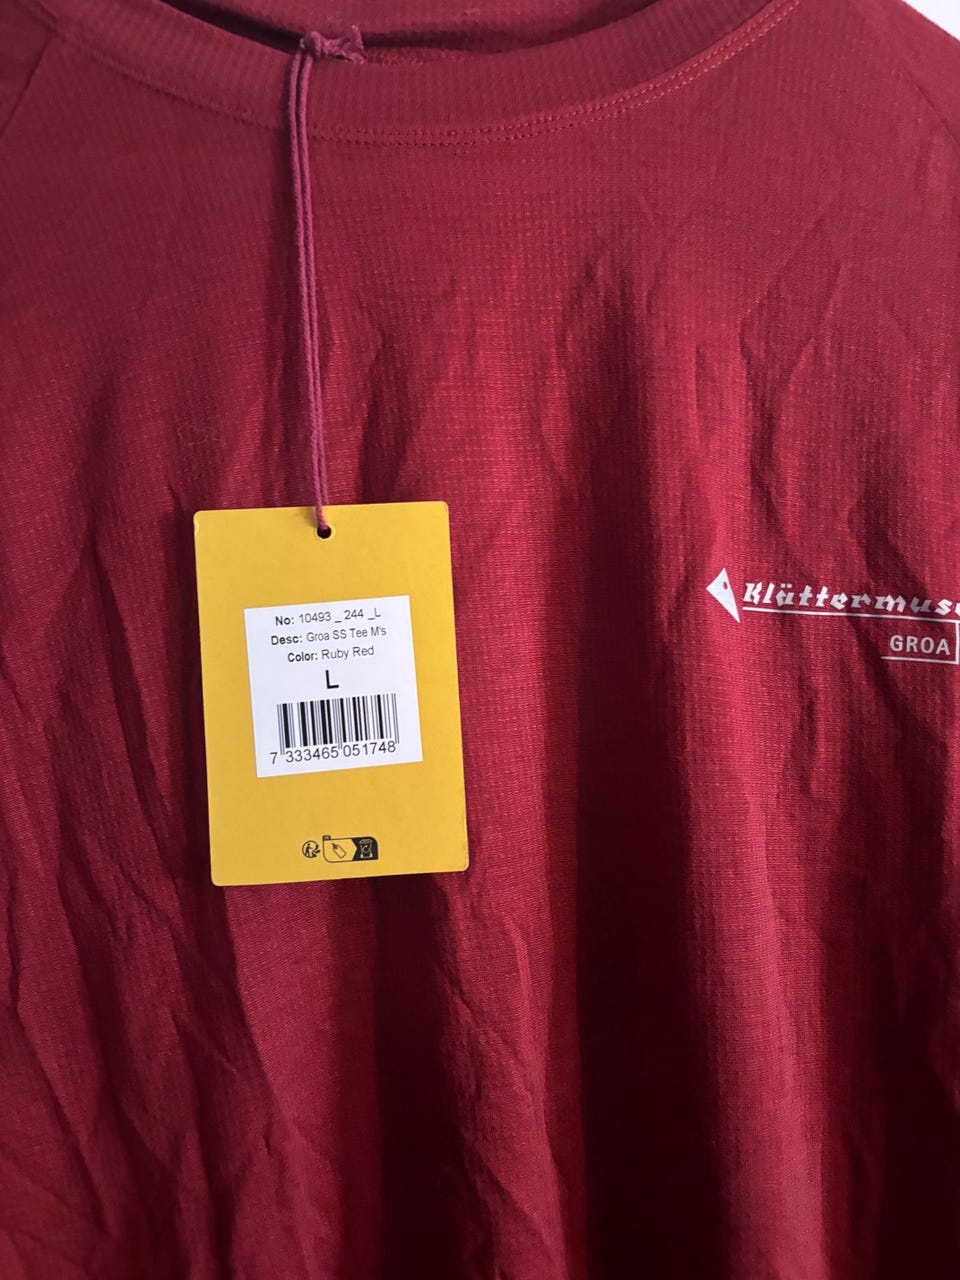 No: 10493 _ 244 _L
Desc: Groa SS Tee M's
Color: Ruby Red
L
7 333465 051748
Klättermus
GROA